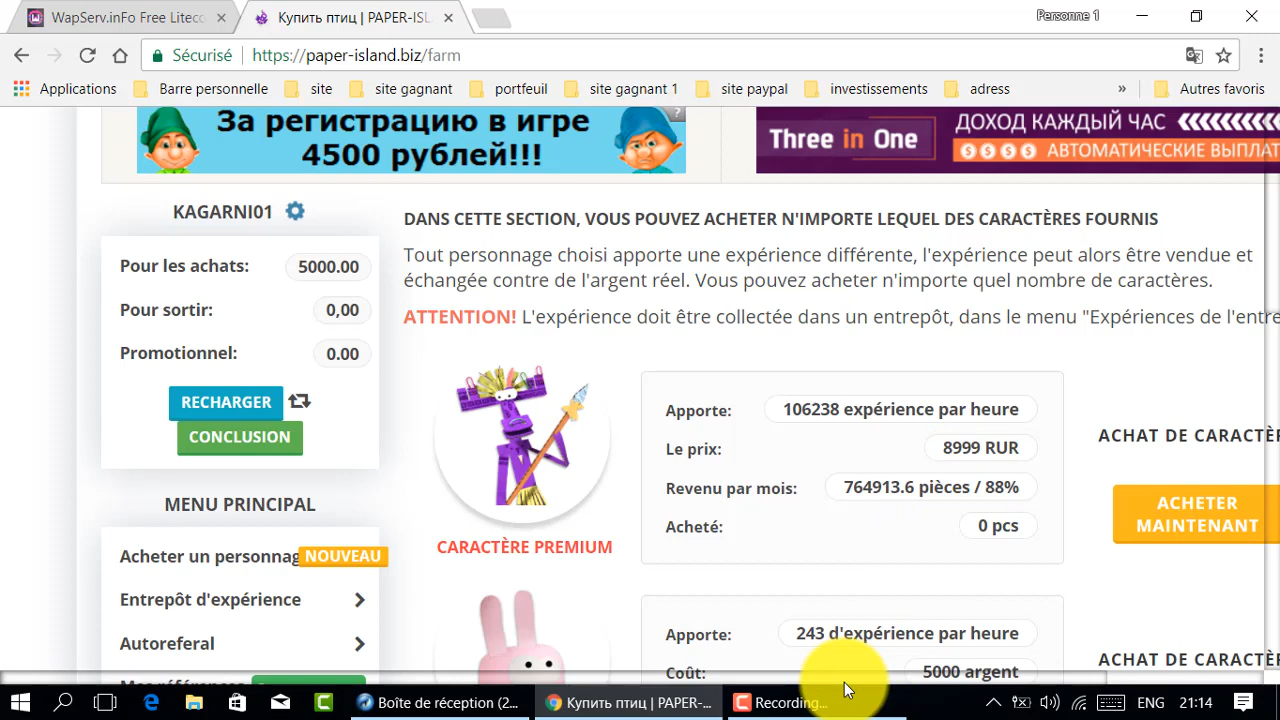 WapServ.inFo Free Liteco
Купить птиц | PAPER-ISL
Personne 1
Sécurisé
https://paper-island.biz/farm
Applications
Barre personnelle
site
site gagnant
portfeuil
site gagnant 1
site paypal
investissements
adress
»
Autres favoris
За регистрацию в игре
4500 рублей!!!
?
Three in One
ДОХОД КАЖДЫЙ ЧАС
$ $ $ $ АВТОМАТИЧЕСКИЕ ВЫПЛАТ
KAGARNI01
Pour les achats: 5000.00
Pour sortir: 0,00
Promotionnel: 0.00
RECHARGER
CONCLUSION
MENU PRINCIPAL
Acheter un personnag NOUVEAU
Entrepôt d'expérience
Autoreferal
DANS CETTE SECTION, VOUS POUVEZ ACHETER N'IMPORTE LEQUEL DES CARACTÈRES FOURNIS
Tout personnage choisi apporte une expérience différente, l'expérience peut alors être vendue et
échangée contre de l'argent réel. Vous pouvez acheter n'importe quel nombre de caractères.
ATTENTION! L'expérience doit être collectée dans un entrepôt, dans le menu "Expériences de l'entre
CARACTÈRE PREMIUM
Apporte: 106238 expérience par heure
Le prix: 8999 RUR
Revenu par mois: 764913.6 pièces / 88%
Acheté: 0 pcs
ACHAT DE CARACTÈ
ACHETER
MAINTENANT
Apporte: 243 d'expérience par heure
Coût: 5000 argent
ACHAT DE CARACTÈ
Boîte de réception (2...
Купить птиц | PAPER-...
Recording...
ENG
21:14